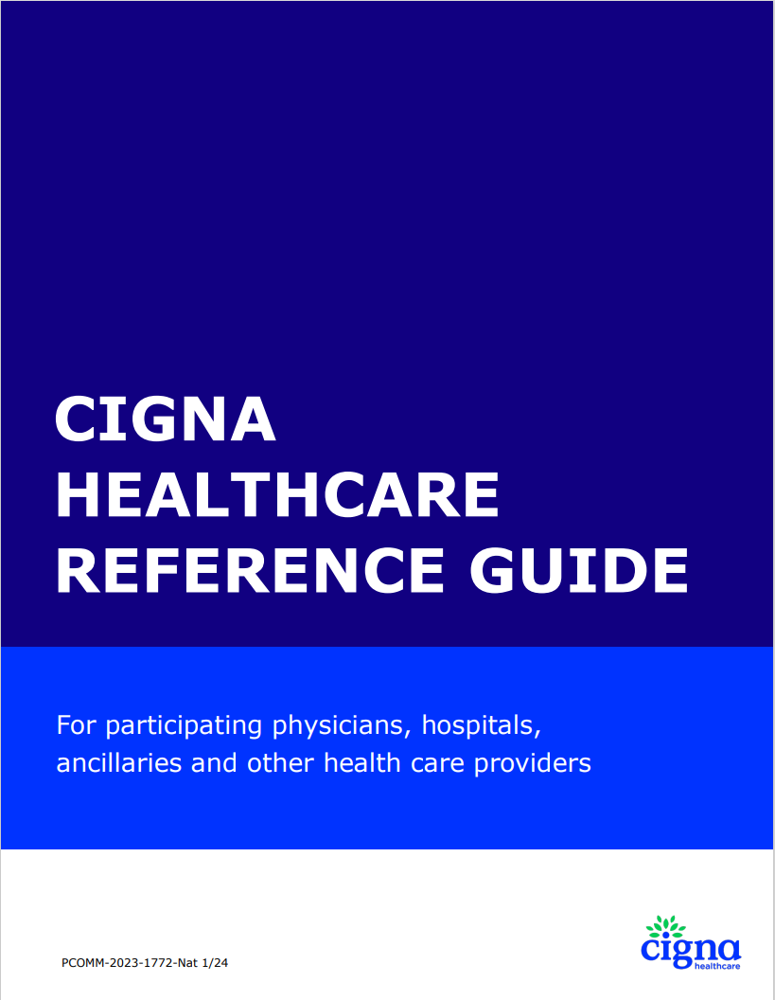 CIGNA
HEALTHCARE
REFERENCE GUIDE
For participating physicians, hospitals,
ancillaries and other health care providers
PCOMM-2023-1772-Nat 1/24
cigna
healthcare